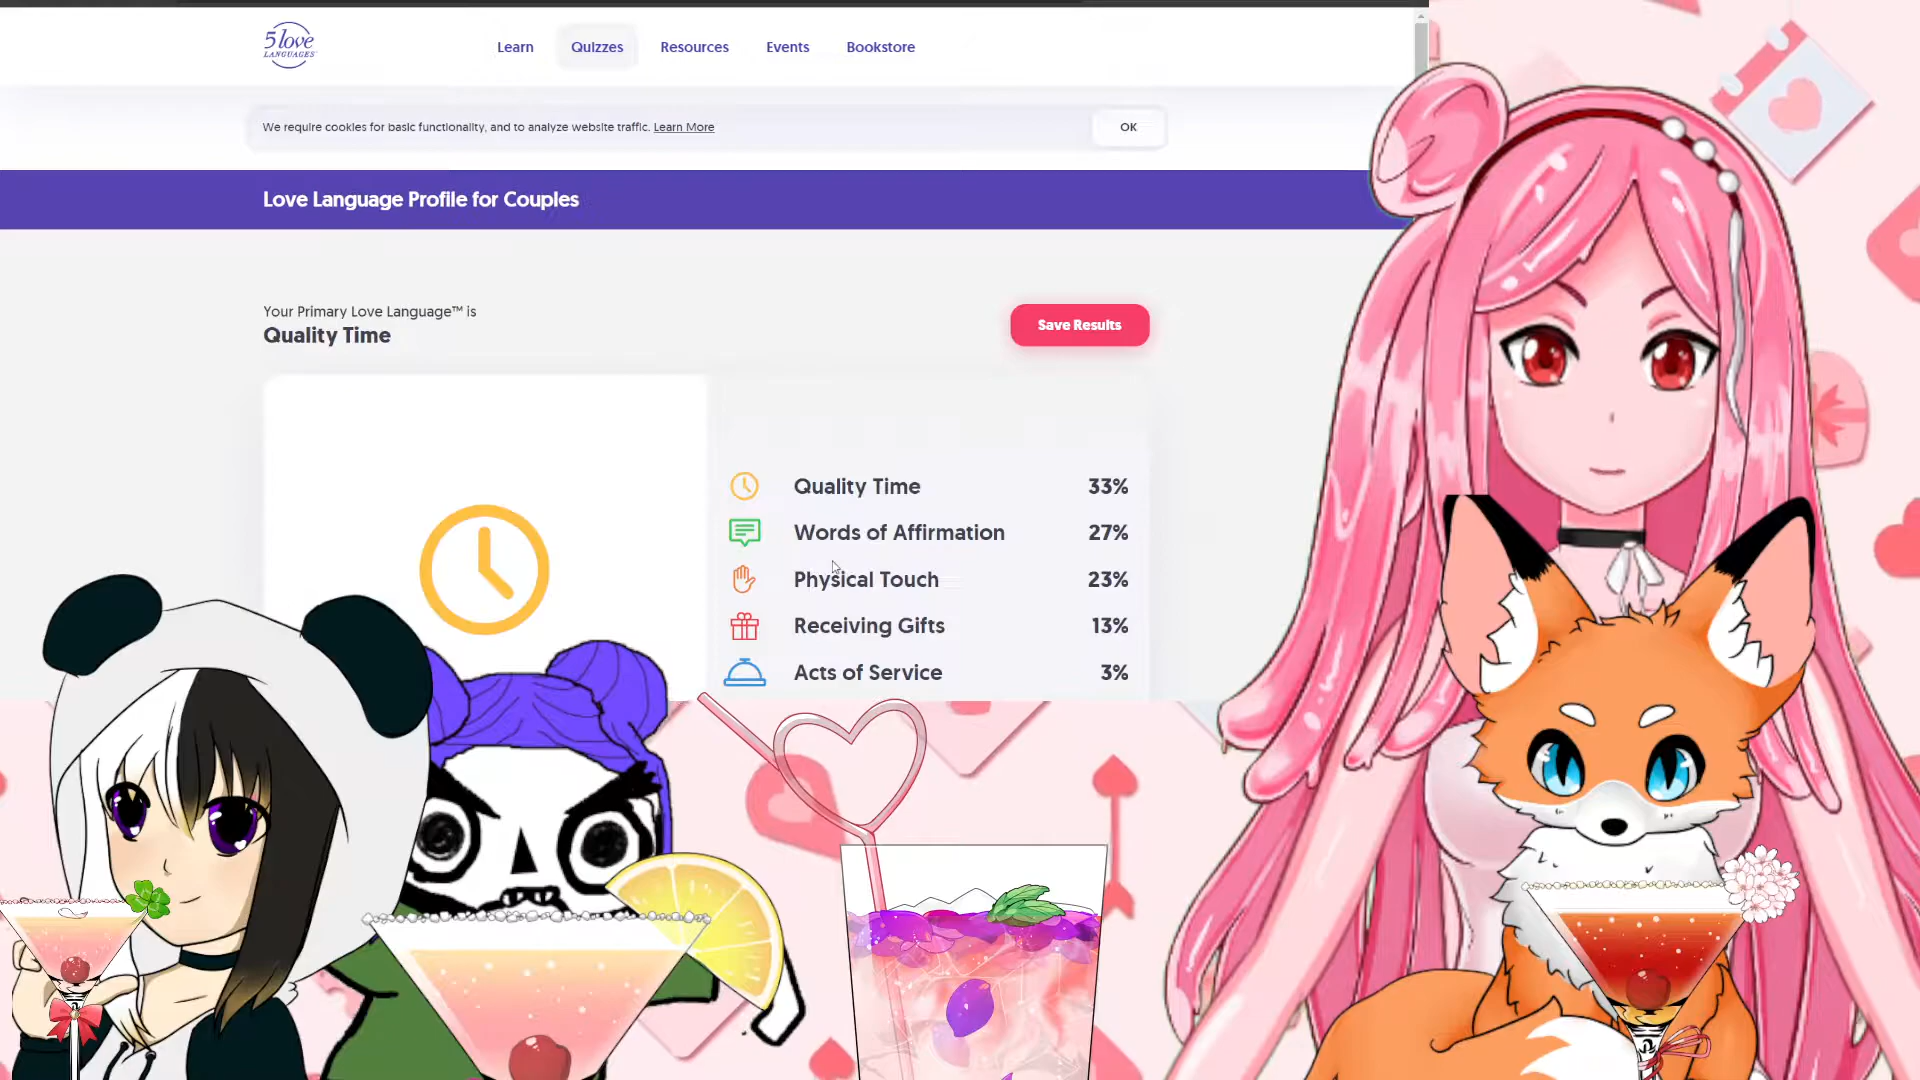 5 love
LANGUAGES
Learn
Quizzes
Resources
Events
Bookstore
We require cookies for basic functionality, and to analyze website traffic. Learn More
OK
Love Language Profile for Couples
Your Primary Love Language™ is
Quality Time
Save Results
Quality Time 33%
Words of Affirmation 27%
Physical Touch 23%
Receiving Gifts 13%
Acts of Service 3%